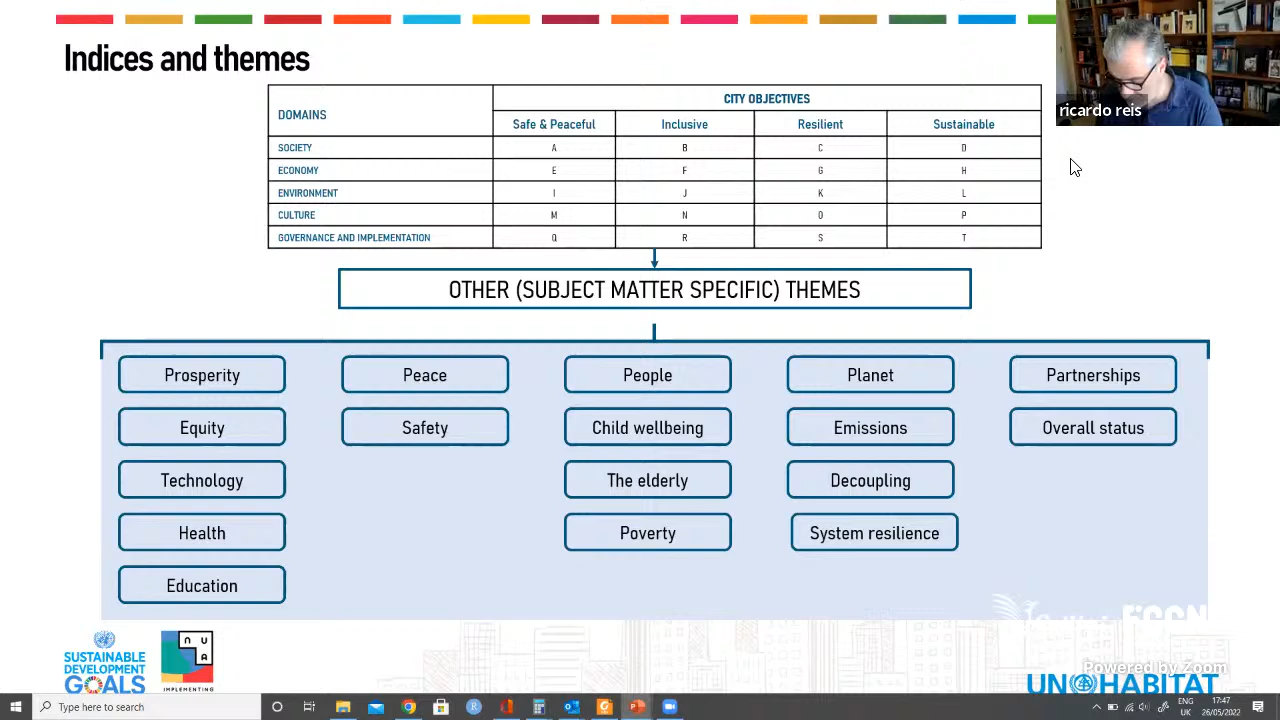 Indices and themes
ricardo reis
DOMAINS
CITY OBJECTIVES
Safe & Peaceful Inclusive Resilient Sustainable
SOCIETY A B C D
ECONOMY E F G H
ENVIRONMENT I J K L
CULTURE M N O P
GOVERNANCE AND IMPLEMENTATION Q R S T
OTHER (SUBJECT MATTER SPECIFIC) THEMES
Prosperity Peace People Planet Partnerships
Equity Safety Child wellbeing Emissions Overall status
Technology The elderly Decoupling
Health Poverty System resilience
Education
SUSTAINABLE
DEVELOPMENT
GOALS
N U
A
IMPLEMENTING
FCCN
Powered by Zoom
UN HABITAT
Type here to search
ENG
UK
17:47
26/05/2022